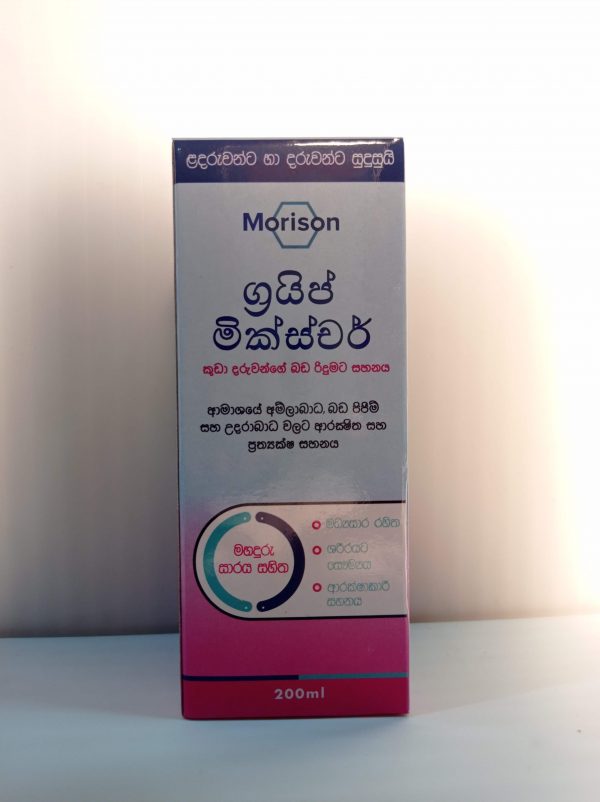 ළදරුවන්ට හා දරුවන්ට සුදුසුයි
Morison
ග්‍රයිප්
මික්ස්චර්
කුඩා දරුවන්ගේ බඩ රිදුමට සහනය
ආමාශයේ අම්ලාබාධ, බඩ පිපීම්
සහ උදරාබාධ වලට ආරක්‍ෂිත සහ
ප්‍රත්‍යක්ෂ සහනය
මහදුරු
සාරය සහිත
මධ්‍යසාර රහිත
ශරීරයට
සෞම්‍යය
ආරක්ෂාකාරී
සහනය
200ml